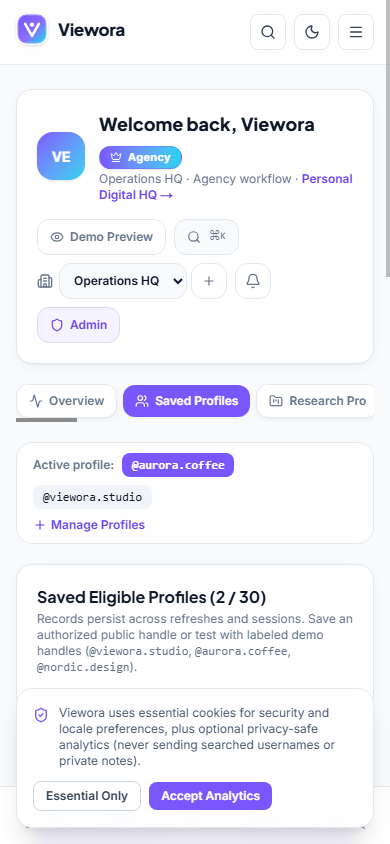 Viewora
Welcome back, Viewora
VE
Agency
Operations HQ · Agency workflow · Personal
Digital HQ →
Demo Preview
⌘K
Operations HQ
Admin
Overview
Saved Profiles
Research Pro
Active profile: @aurora.coffee
@viewora.studio
+ Manage Profiles
Saved Eligible Profiles (2 / 30)
Records persist across refreshes and sessions. Save an
authorized public handle or test with labeled demo
handles (@viewora.studio, @aurora.coffee,
@nordic.design).
Viewora uses essential cookies for security and
locale preferences, plus optional privacy-safe
analytics (never sending searched usernames or
private notes).
Essential Only
Accept Analytics